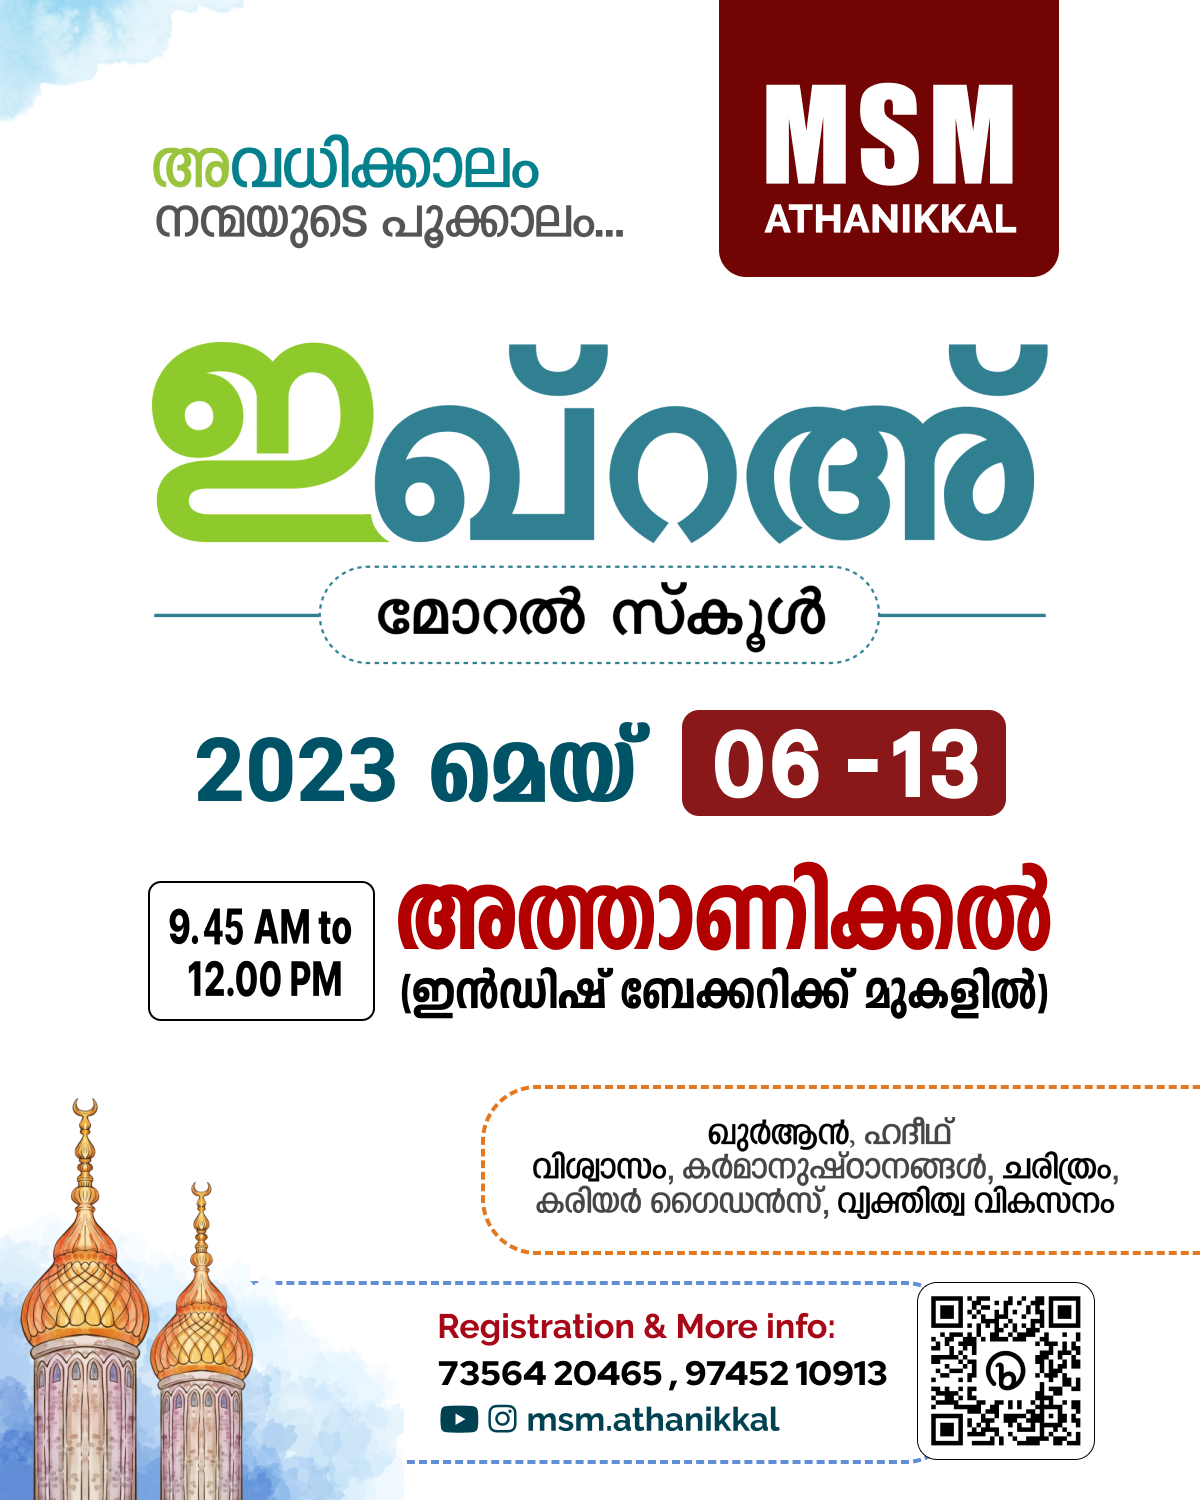 MSM
ATHANIKKAL
അവധിക്കാലം
നന്മയുടെ പൂക്കാലം...
ഇഖ്റഅ്
മോറൽ സ്കൂൾ
2023 മെയ് 06 - 13
9.45 AM to
12.00 PM
അത്താണിക്കൽ
(ഇൻഡിഷ് ബേക്കറിക്ക് മുകളിൽ)
ഖുർആൻ, ഹദീഥ്
വിശ്വാസം, കർമാനുഷ്ഠാനങ്ങൾ, ചരിത്രം,
കരിയർ ഗൈഡൻസ്, വ്യക്തിത്വ വികസനം
Registration & More info:
73564 20465 , 97452 10913
msm.athanikkal